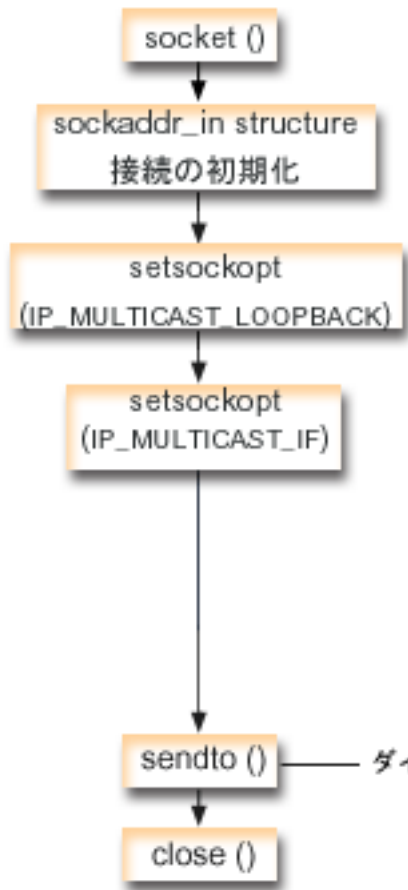 socket ()
sockaddr_in structure
接続の初期化
setsockopt
(IP_MULTICAST_LOOPBACK)
setsockopt
(IP_MULTICAST_IF)
sendto ()
close ()